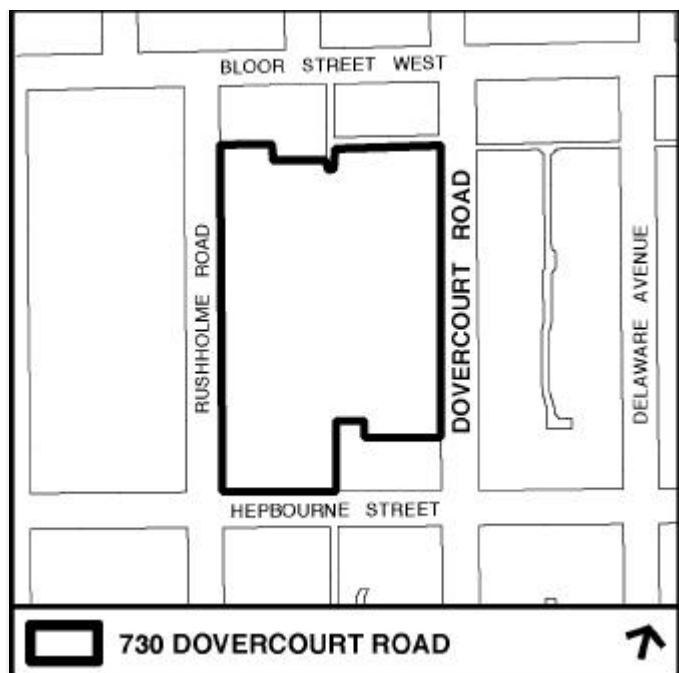 BLOOR STREET WEST
RUSHHOLME ROAD
DOVERCOURT ROAD
DELAWARE AVENUE
HEPBOURNE STREET
730 DOVERCOURT ROAD